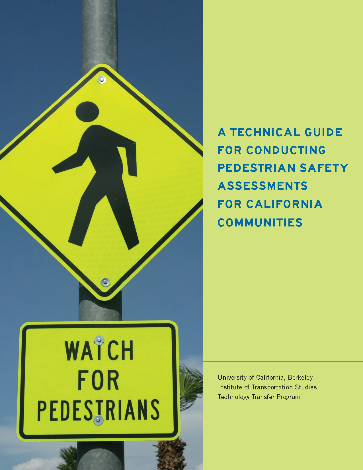 A TECHNICAL GUIDE
FOR CONDUCTING
PEDESTRIAN SAFETY
ASSESSMENTS
FOR CALIFORNIA
COMMUNITIES
WATCH
FOR
PEDESTRIANS
University of California, Berkeley
Institute of Transportation Studies
Technology Transfer Program